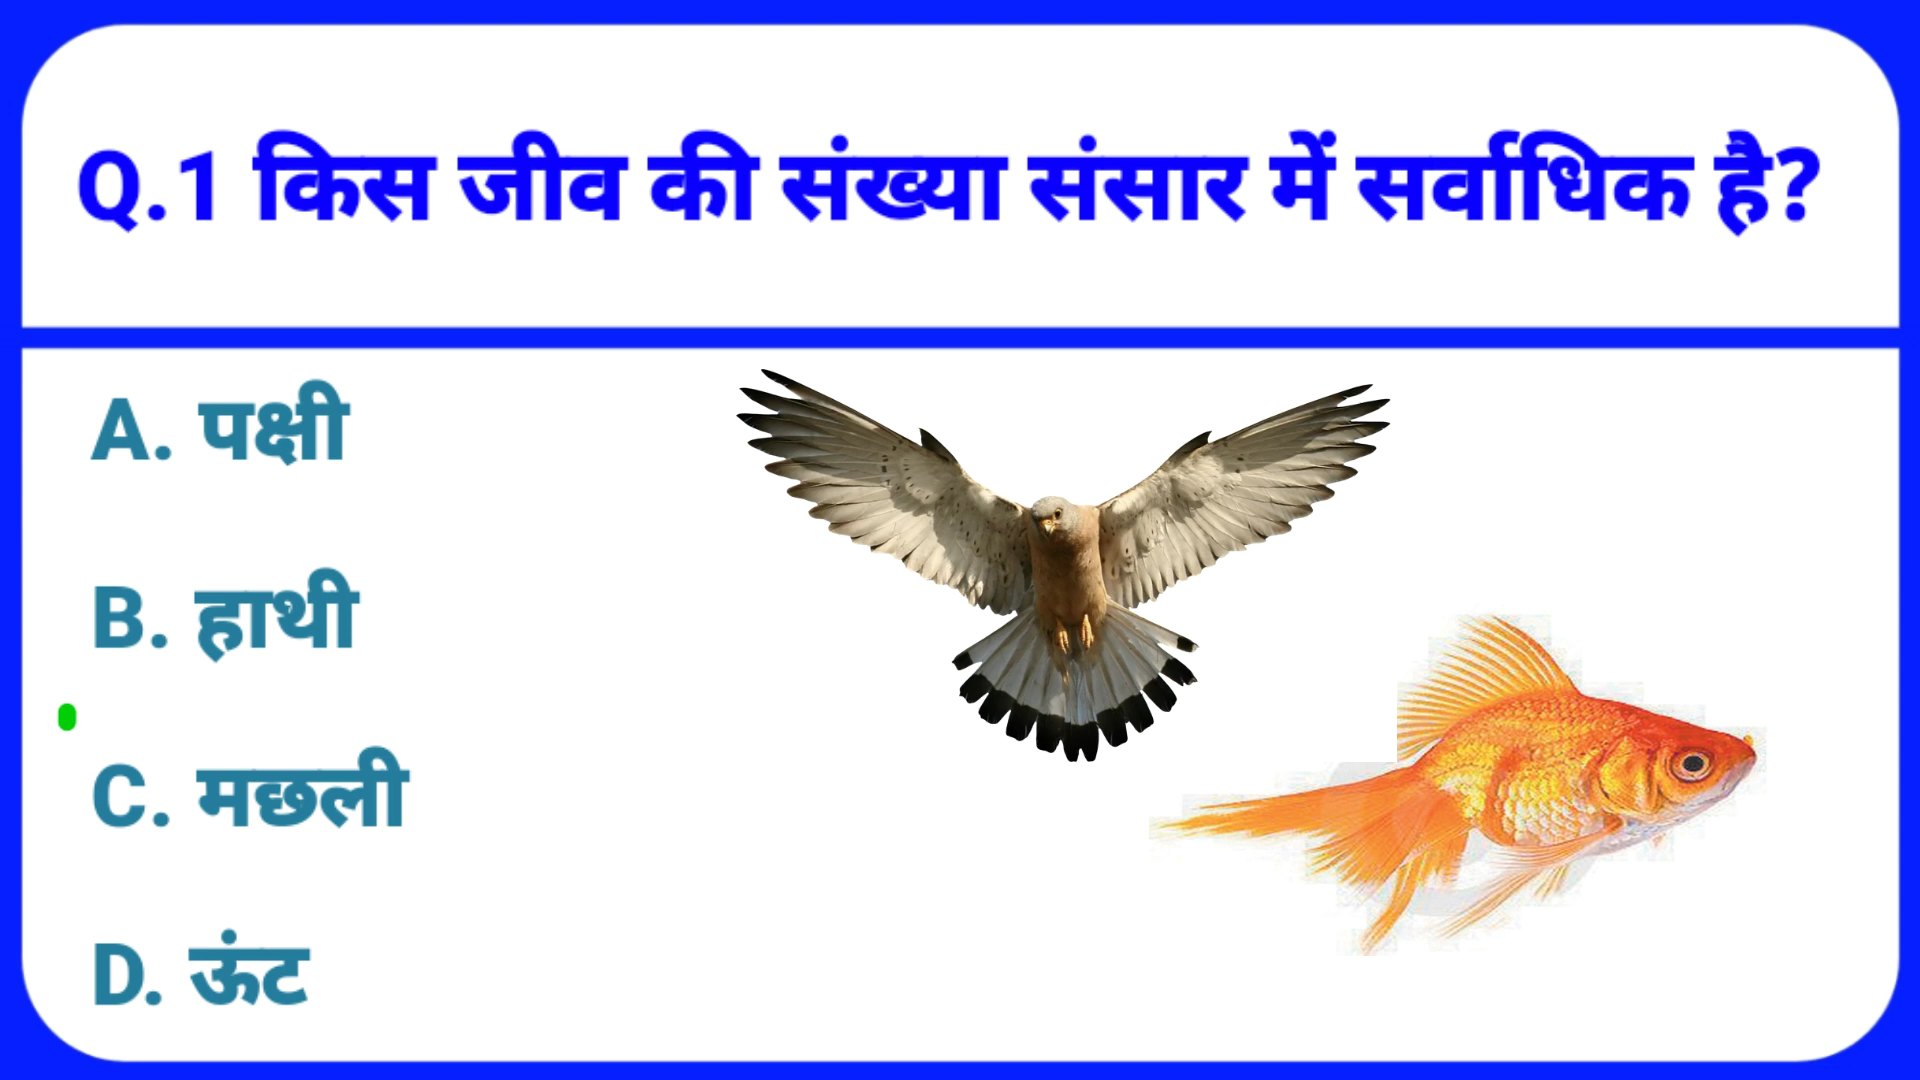 Q.1 किस जीव की संख्या संसार में सर्वाधिक है?
A. पक्षी
B. हाथी
C. मछली
D. ऊंट